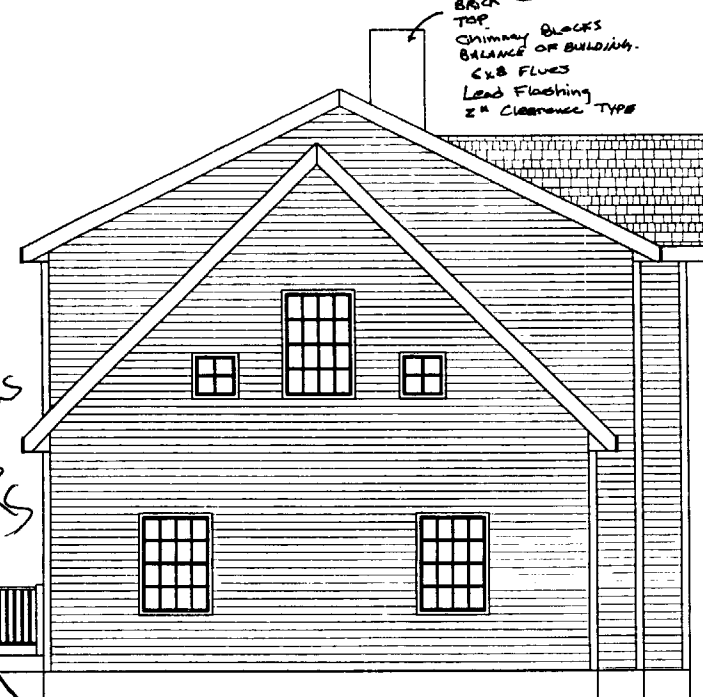 BRICK
TOP
Chimney BLOCKS
BALANCE OF BUILDING.
6x8 FLUES
Lead Flashing
2" Clearance TYPE